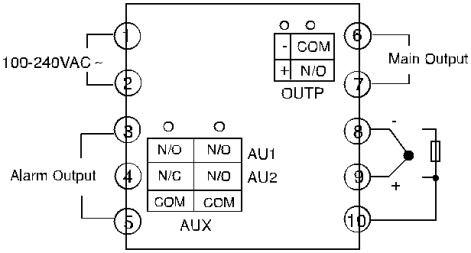 1
100-240VAC ~
2
3
Alarm Output
4
5
N/O N/O AU1
N/C N/O AU2
COM COM
AUX
- COM
+ N/O
OUTP
6
Main Output
7
8 -
9 +
10